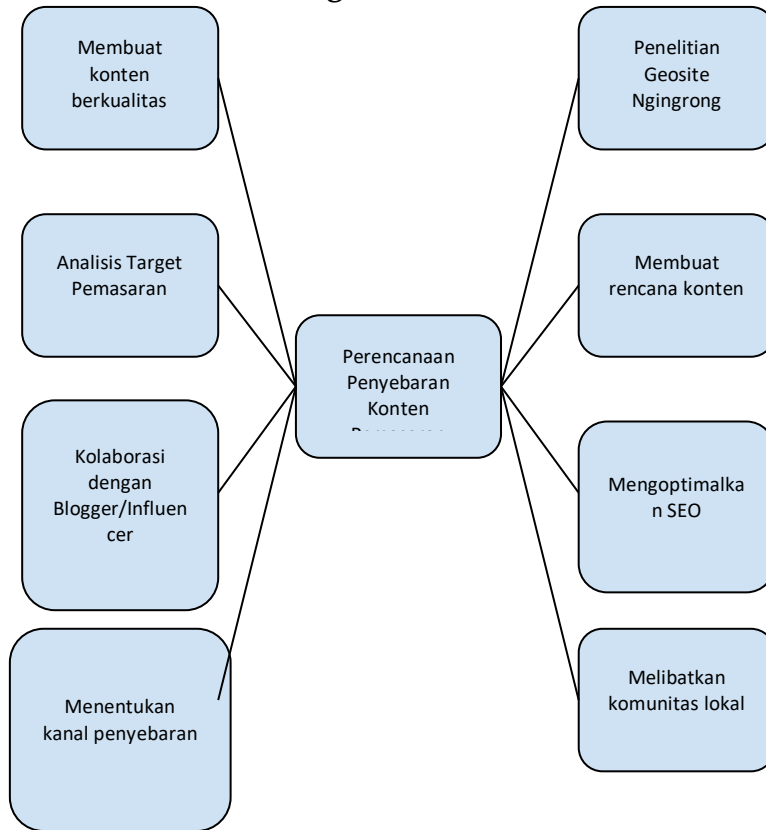 Membuat
konten
berkualitas
Penelitian
Geosite
Ngingrong
Analisis Target
Pemasaran
Membuat
rencana konten
Perencanaan
Penyebaran
Konten
Kolaborasi
dengan
Blogger/Influen
cer
Mengoptimalka
n SEO
Menentukan
kanal penyebaran
Melibatkan
komunitas lokal